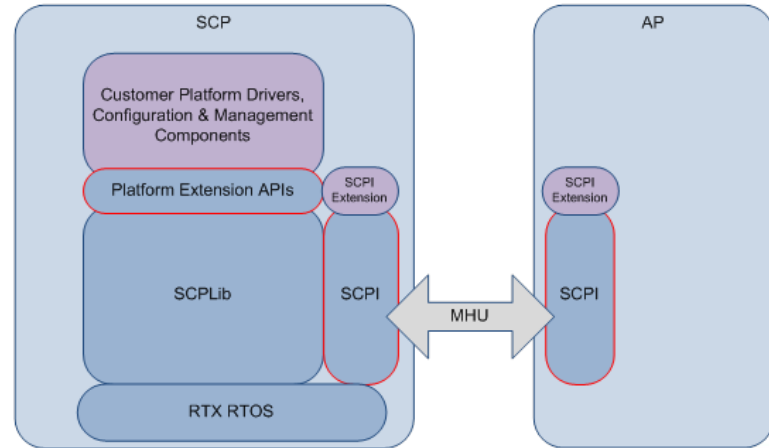 SCP
AP
Customer Platform Drivers,
Configuration & Management
Components
Platform Extension APIs
SCPI
Extension
SCPI
Extension
SCPLib
SCPI
MHU
SCPI
RTX RTOS